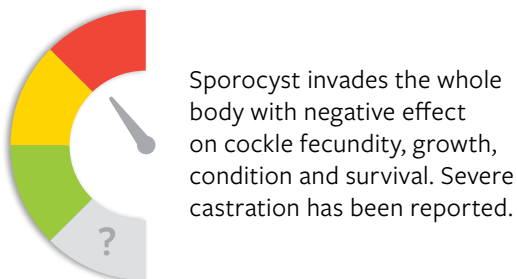 Sporocyst invades the whole
body with negative effect
on cockle fecundity, growth,
condition and survival. Severe
castration has been reported.
?